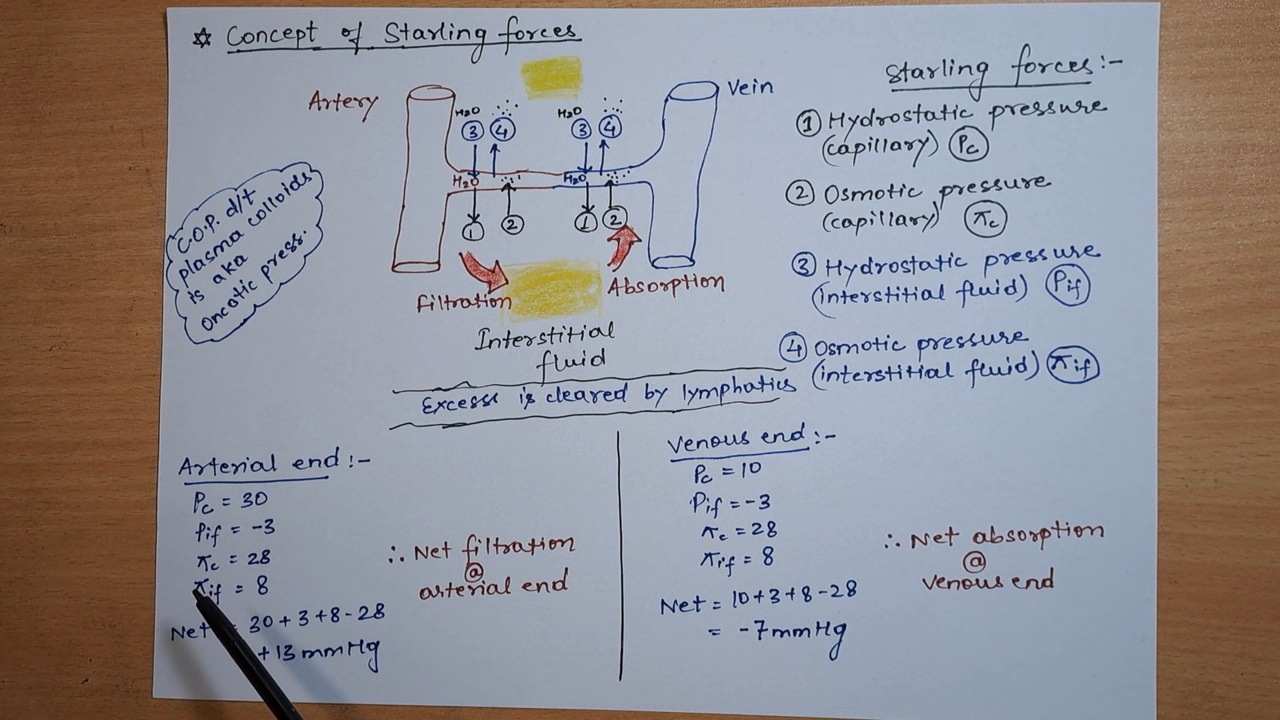 ☆ Concept of Starling forces
Artery
Vein
H₂O
③ ④
H₂O
③ ④
H₂O
H₂O
① ②
① ②
Filtration
Absorption
Interstitial
fluid
Excess is cleared by lymphatics
C.O.P. d/t
plasma colloids
is aka
oncotic press.
Starling forces:-
① Hydrostatic pressure
(capillary) Pc
② Osmotic pressure
(capillary) πc
③ Hydrostatic pressure
(interstitial fluid) Pif
④ Osmotic pressure
(interstitial fluid) πif
Arterial end:-
Pc = 30
Pif = -3
πc = 28
πif = 8
Net 30+3+8-28
+13 mmHg
∴ Net filtration
@
arterial end
Venous end:-
Pc = 10
Pif = -3
πc = 28
πif = 8
Net = 10+3+8-28
= -7 mmHg
∴ Net absorption
@
venous end